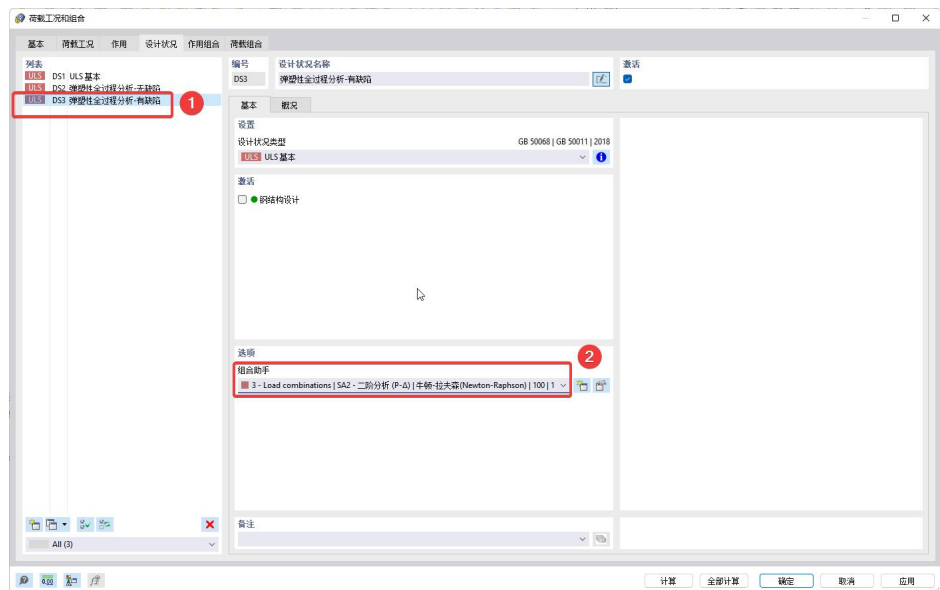 荷载工况和组合
基本 荷载工况 作用 设计状况 作用组合 荷载组合
列表
ULS DS1 ULS 基本
ULS DS2 弹塑性全过程分析-无缺陷
ULS DS3 弹塑性全过程分析-有缺陷
1
编号
DS3
设计状况名称
弹塑性全过程分析-有缺陷
激活
基本 概况
设置
设计状况类型 GB 50068 | GB 50011 | 2018
ULS ULS 基本
激活
钢结构设计
选项
2
组合助手
3 - Load combinations | SA2 - 二阶分析 (P-Δ) | 牛顿-拉夫森(Newton-Raphson) | 100 | 1
备注
All (3)
0,00
计算 全部计算 确定 取消 应用